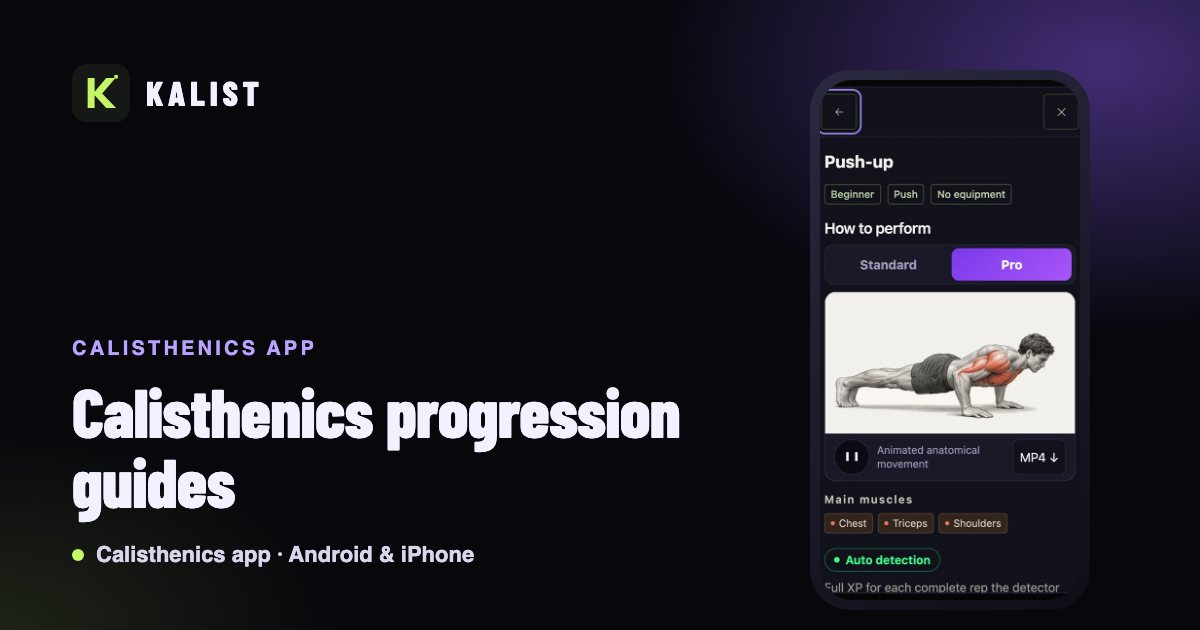 KALIST
CALISTHENICS APP
Calisthenics progression
guides
Calisthenics app · Android & iPhone
Push-up
Beginner Push No equipment
How to perform
Standard Pro
Animated anatomical
movement
MP4 ↓
Main muscles
Chest Triceps Shoulders
Auto detection
Full XP for each complete rep the detector